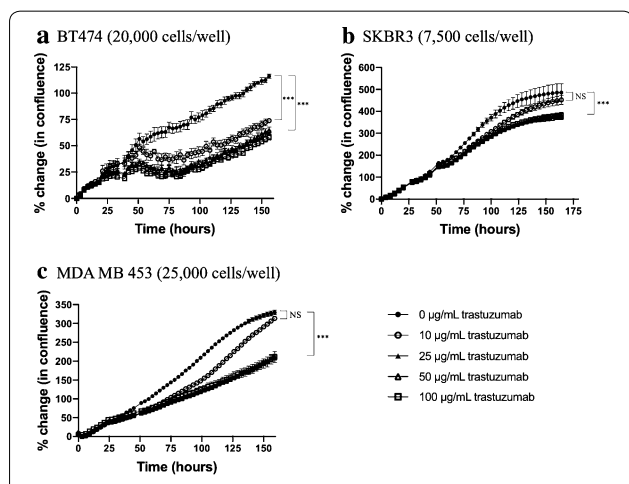 a BT474 (20,000 cells/well)
% change (in confluence)
125
100
75
50
25
0
0 25 50 75 100 125 150
Time (hours)
***
***
b SKBR3 (7,500 cells/well)
% change (in confluence)
600
500
400
300
200
100
0
0 25 50 75 100 125 150 175
Time (hours)
NS
***
c MDA MB 453 (25,000 cells/well)
% change (in confluence)
350
300
250
200
150
100
50
0
0 25 50 75 100 125 150
Time (hours)
NS
***
0 µg/mL trastuzumab
10 µg/mL trastuzumab
25 µg/mL trastuzumab
50 µg/mL trastuzumab
100 µg/mL trastuzumab